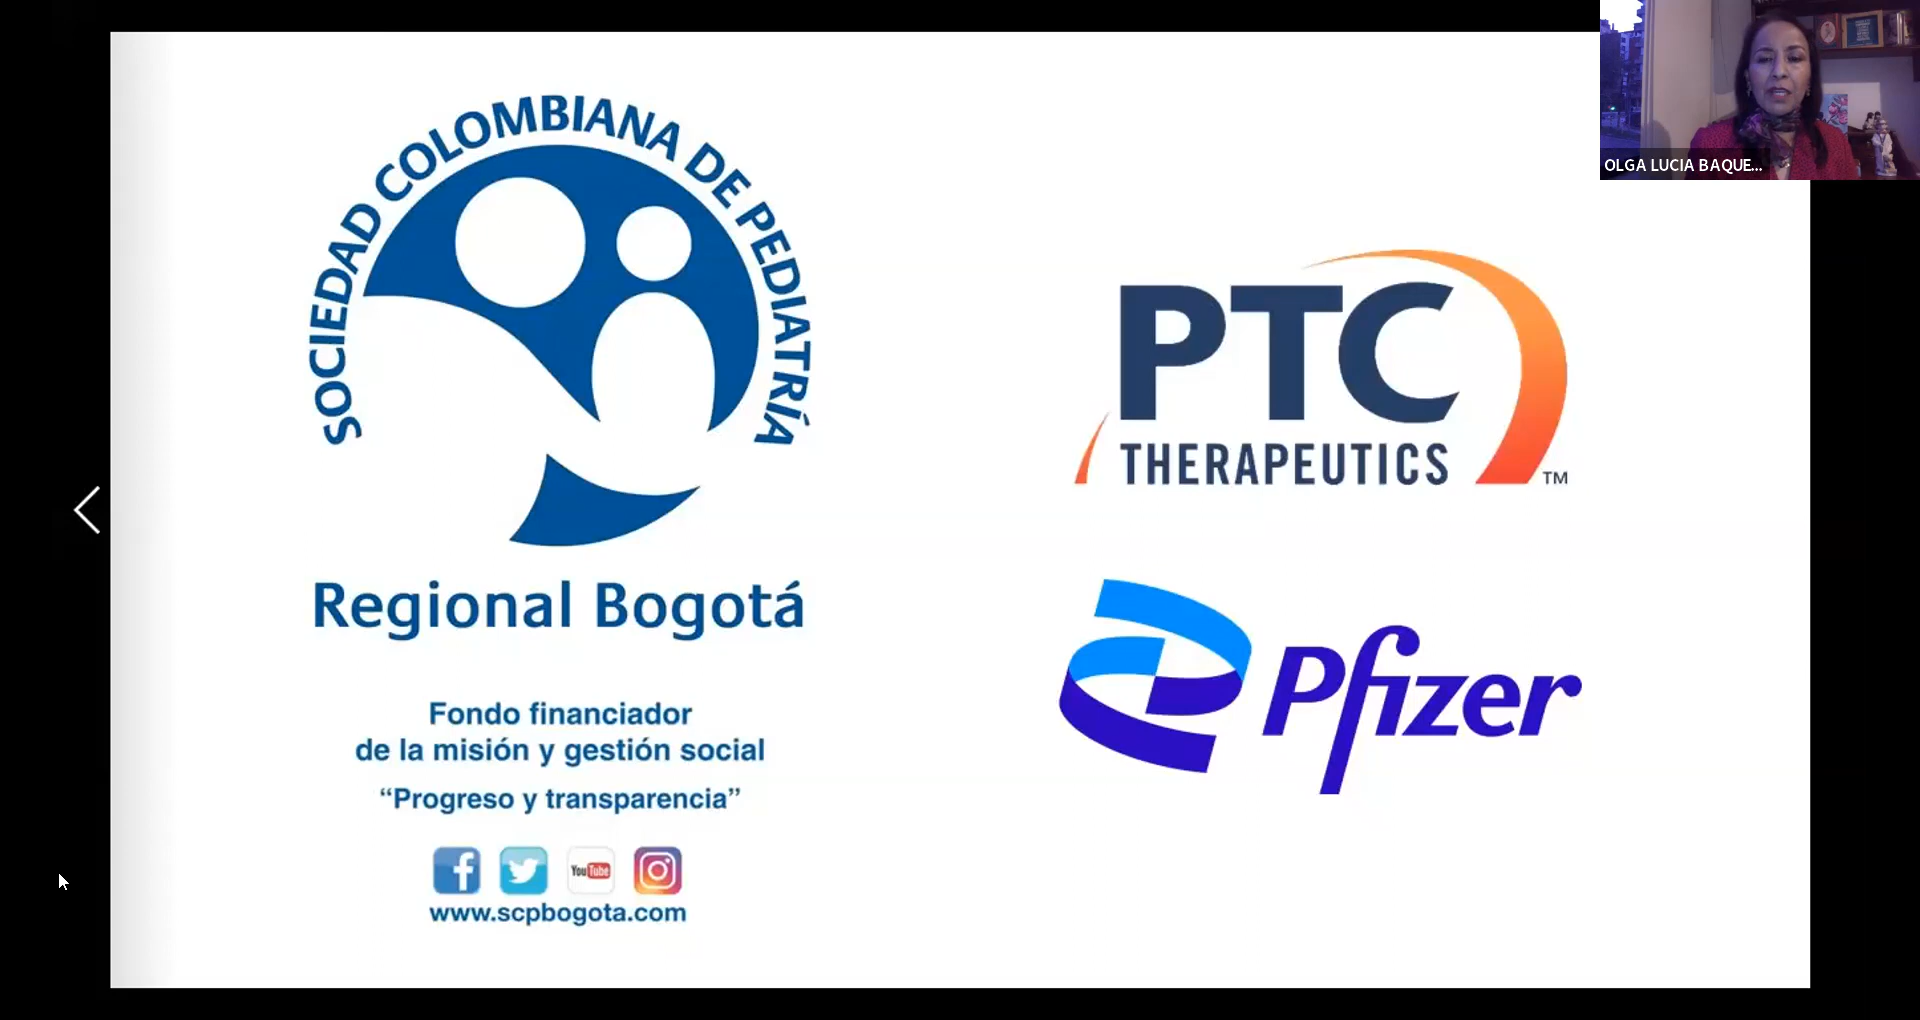 SOCIEDAD COLOMBIANA DE PEDIATRÍA
Regional Bogotá
Fondo financiador
de la misión y gestión social
“Progreso y transparencia”
You Tube
www.scpbogota.com
PTC
THERAPEUTICS
TM
Pfizer
OLGA LUCIA BAQUE...